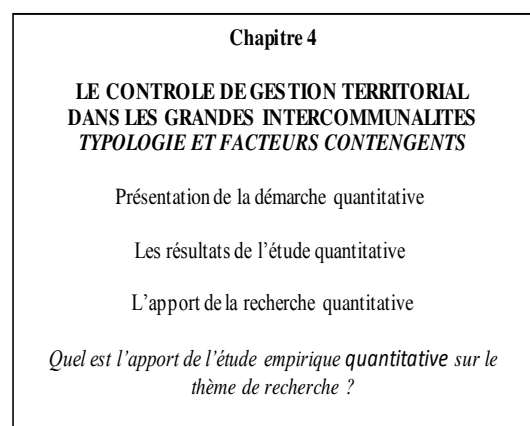 Chapitre 4
LE CONTROLE DE GESTION TERRITORIAL
DANS LES GRANDES INTERCOMMUNALITES
TYPOLOGIE ET FACTEURS CONTENGENTS
Présentation de la démarche quantitative
Les résultats de l’étude quantitative
L’apport de la recherche quantitative
Quel est l’apport de l’étude empirique quantitative sur le
thème de recherche ?